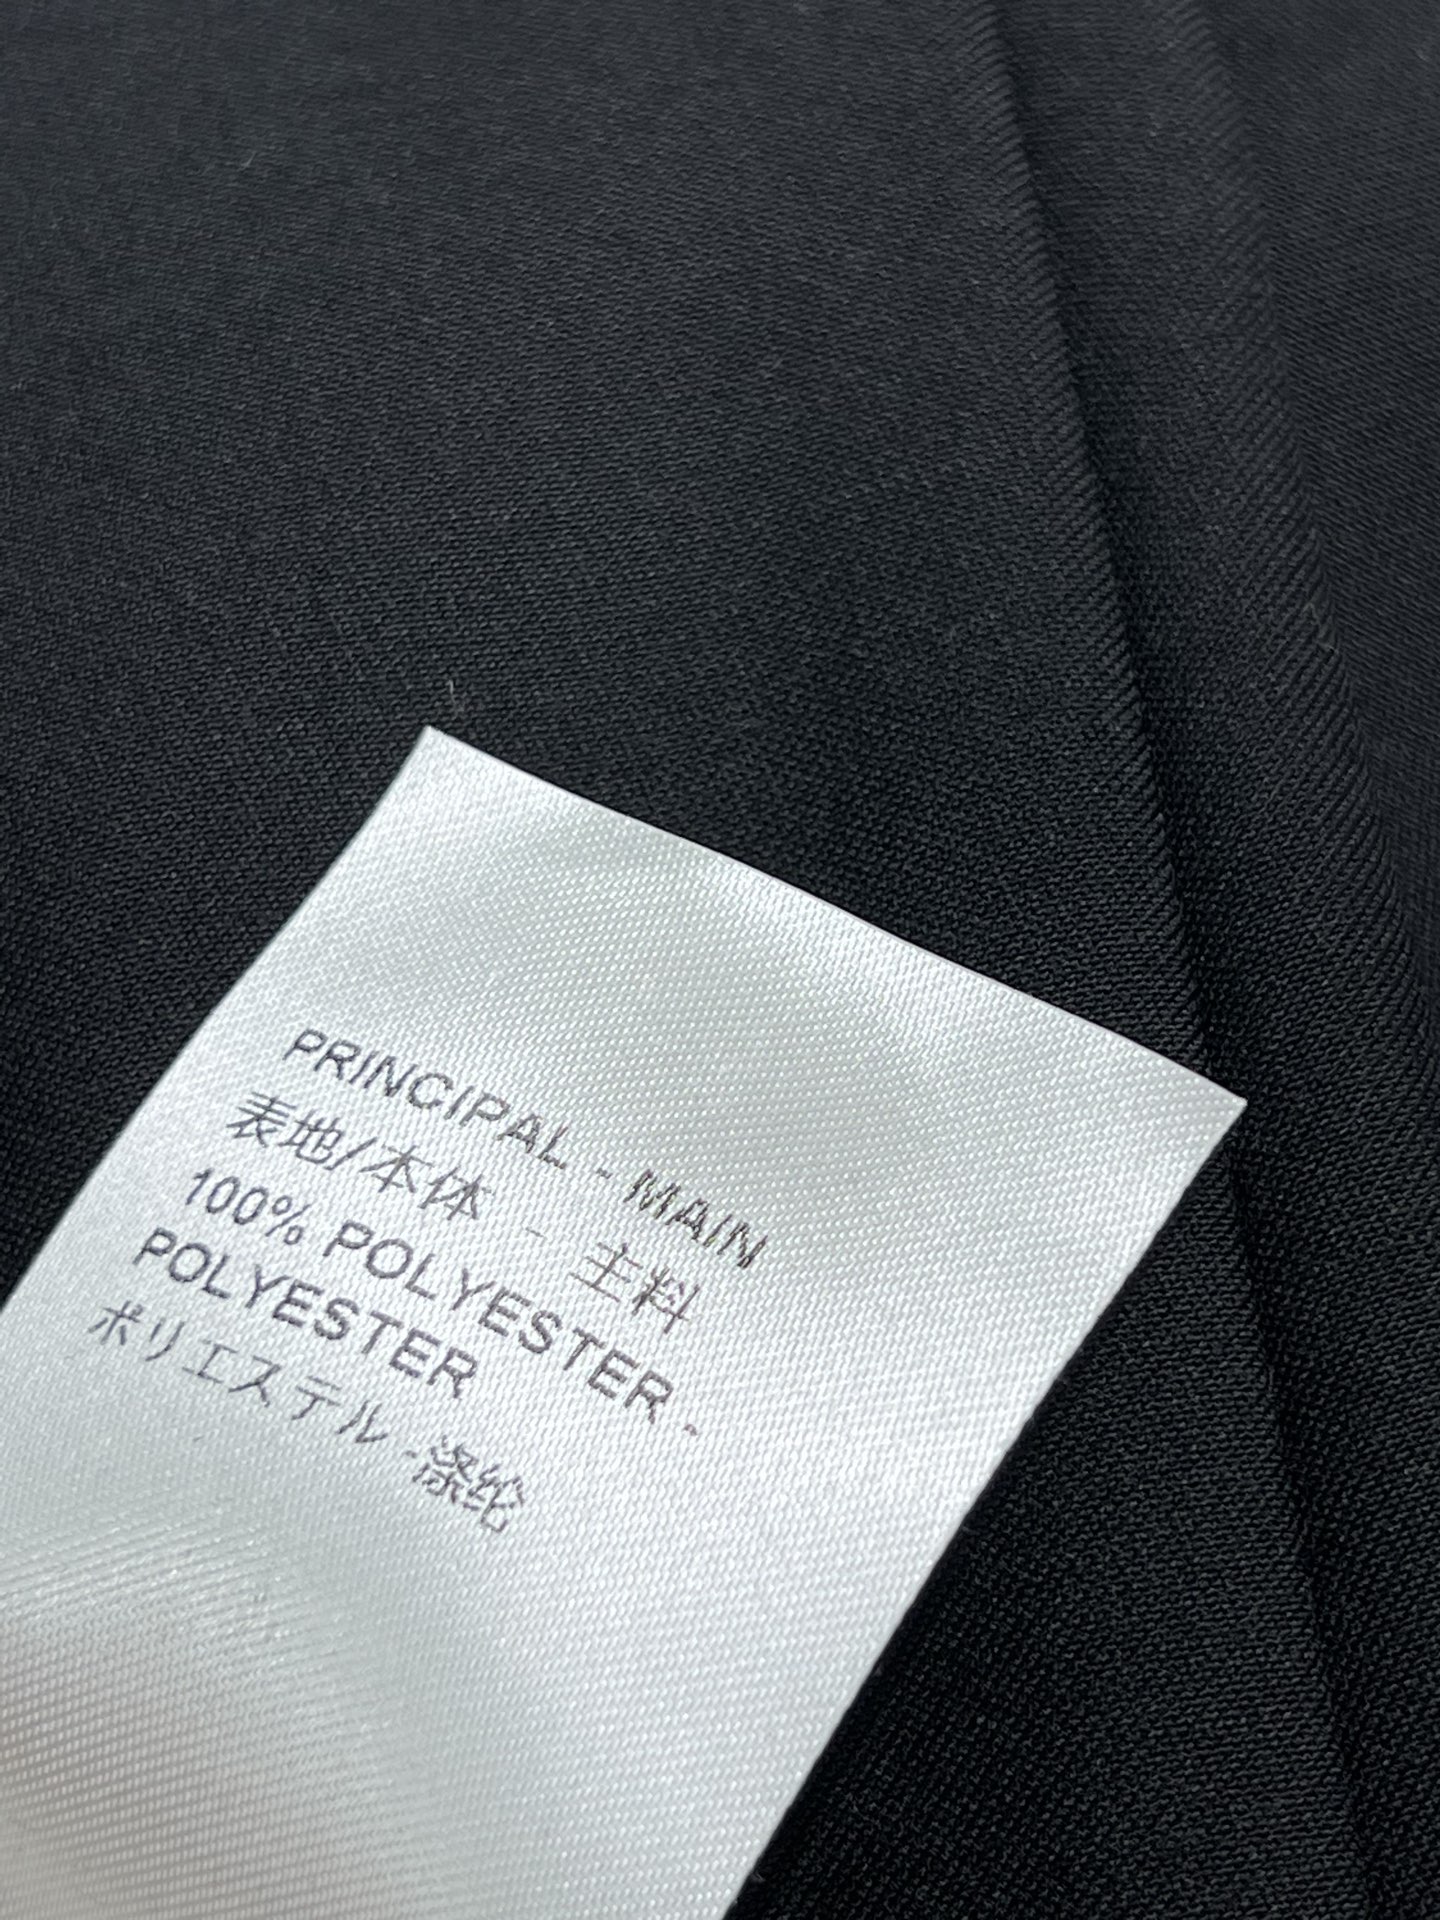 PRINCIPAL - MAIN
表地/本体 - 主料
100% POLYESTER -
POLYESTER
ポリエステル -涤纶